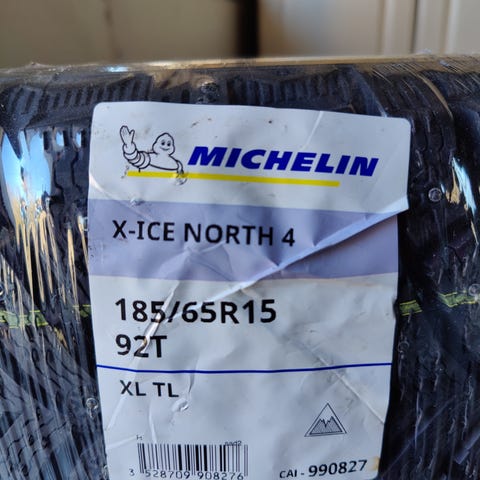 MICHELIN
X-ICE NORTH 4
185/65R15
92T
XL TL
H
3 528709 908276
CAI - 990827